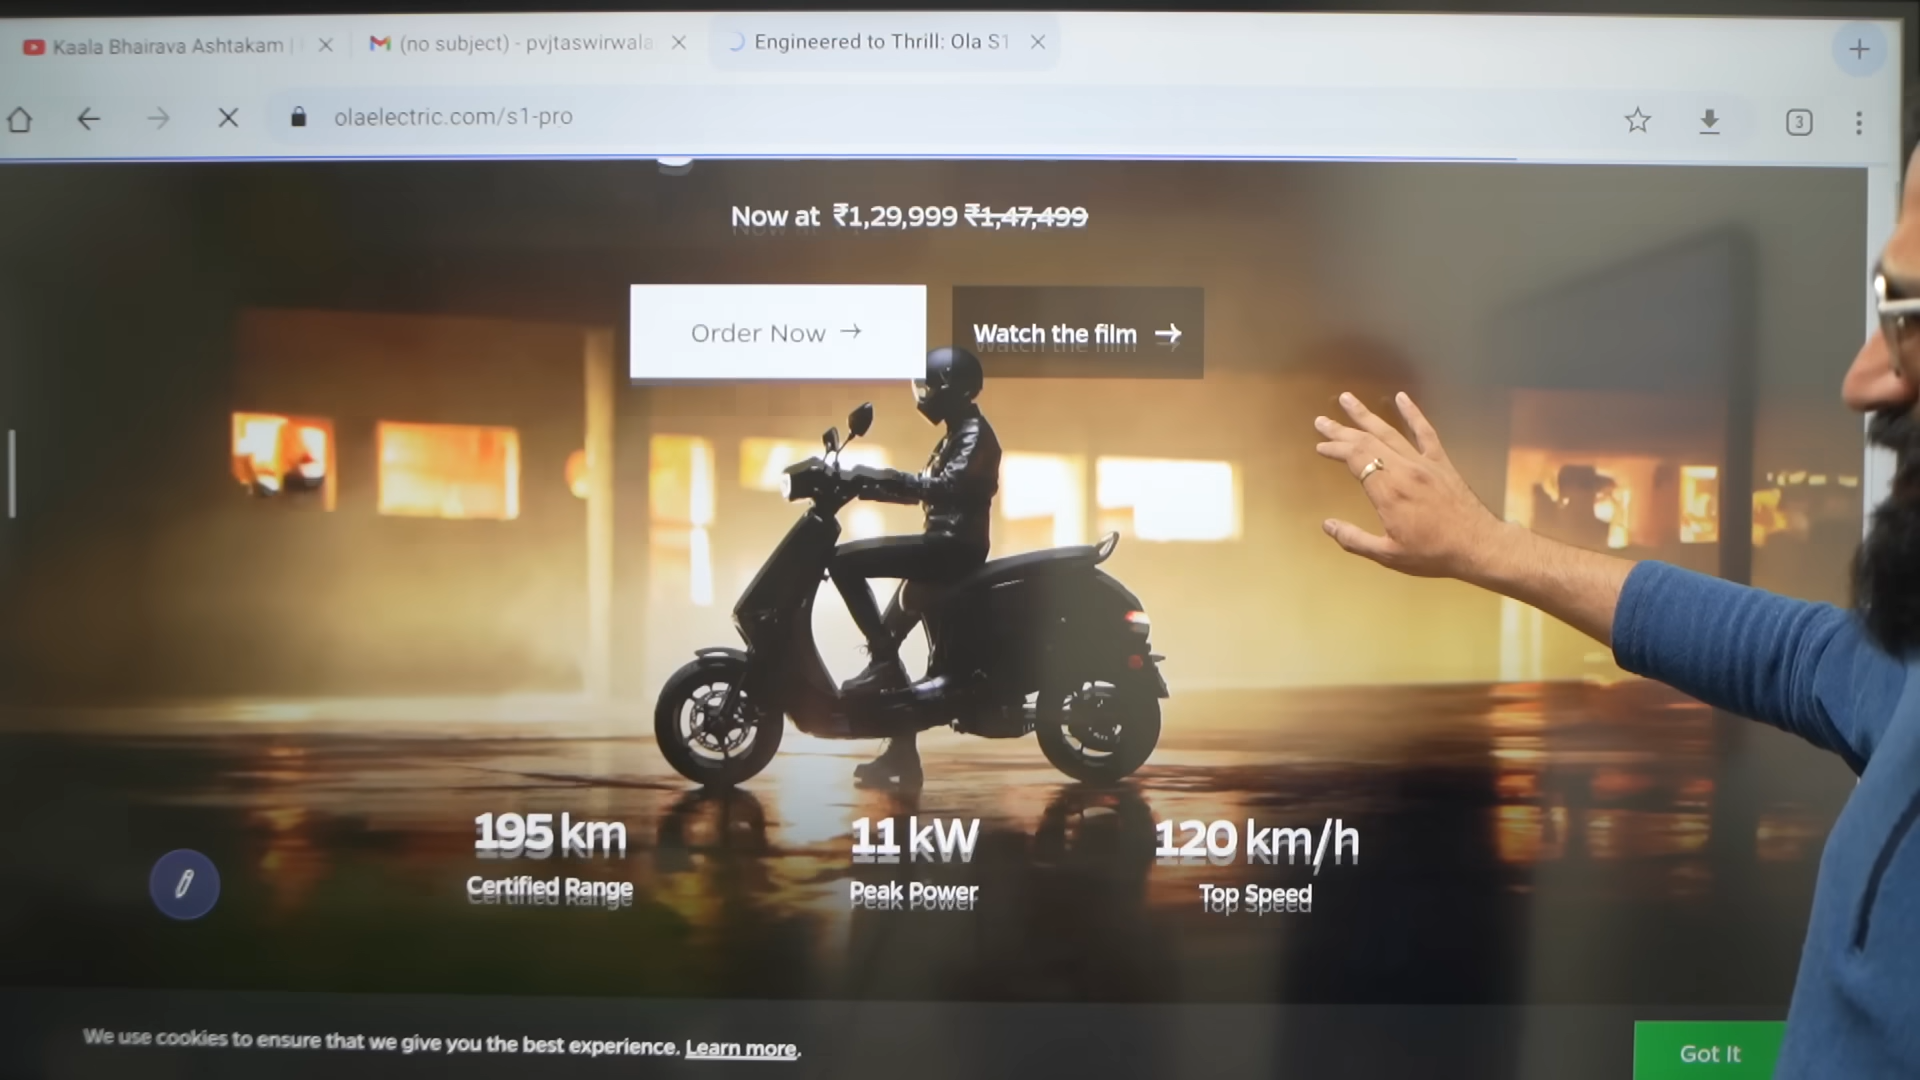 Kaala Bhairava Ashtakam |
(no subject) - pvjtaswirwala
Engineered to Thrill: Ola S1
olaelectric.com/s1-pro
3
Now at ₹1,29,999 ₹1,47,499
Order Now →
Watch the film →
195 km
Certified Range
11 kW
Peak Power
120 km/h
Top Speed
We use cookies to ensure that we give you the best experience. Learn more.
Got It